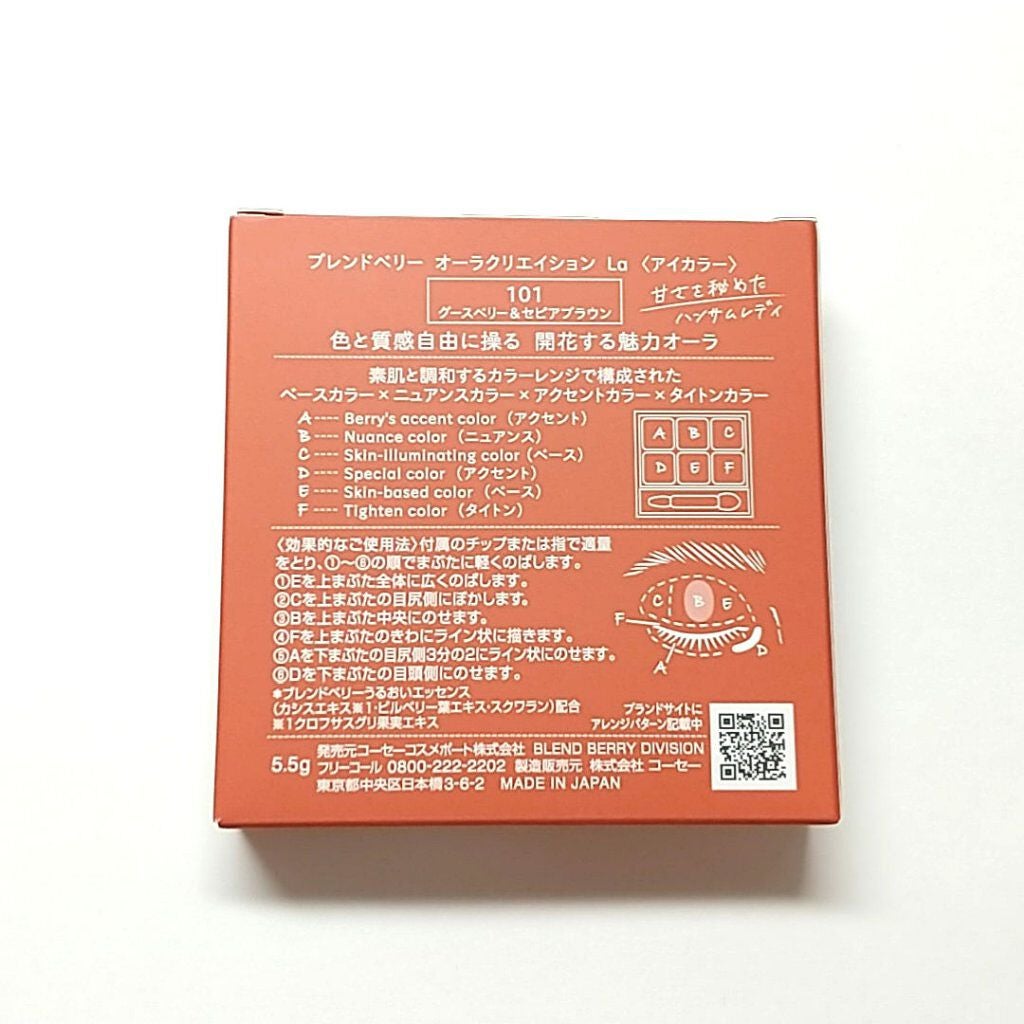 ブレンドベリー オーラクリエイション La 〈アイカラー〉
101
グースベリー&セピアブラウン
甘さを秘めた
ハンサムレディ
色と質感自由に操る 開花する魅力オーラ
素肌と調和するカラーレンジで構成された
ベースカラー×ニュアンスカラー×アクセントカラー×タイトンカラー
A ---- Berry's accent color（アクセント）
B ---- Nuance color（ニュアンス）
C ---- Skin-illuminating color（ベース）
D ---- Special color（アクセント）
E ---- Skin-based color（ベース）
F ---- Tighten color（タイトン）
A B C
D E F
〈効果的なご使用法〉付属のチップまたは指で適量
をとり、①〜⑥の順でまぶたに軽くのばします。
①Eを上まぶた全体に広くのばします。
②Cを上まぶたの目尻側にぼかします。
③Bを上まぶた中央にのせます。
④Fを上まぶたのきわにライン状に描きます。
⑤Aを下まぶたの目尻側3分の2にライン状にのせます。
⑥Dを下まぶたの目頭側にのせます。
C B E
F
D
A
*ブレンドベリーうるおいエッセンス
（カシスエキス※1・ビルベリー葉エキス・スクワラン）配合
※1クロフサスグリ果実エキス
ブランドサイトに
アレンジパターン記載中
5.5g
発売元コーセーコスメポート株式会社 BLEND BERRY DIVISION
フリーコール 0800-222-2202 製造販売元 株式会社 コーセー
東京都中央区日本橋3-6-2 MADE IN JAPAN